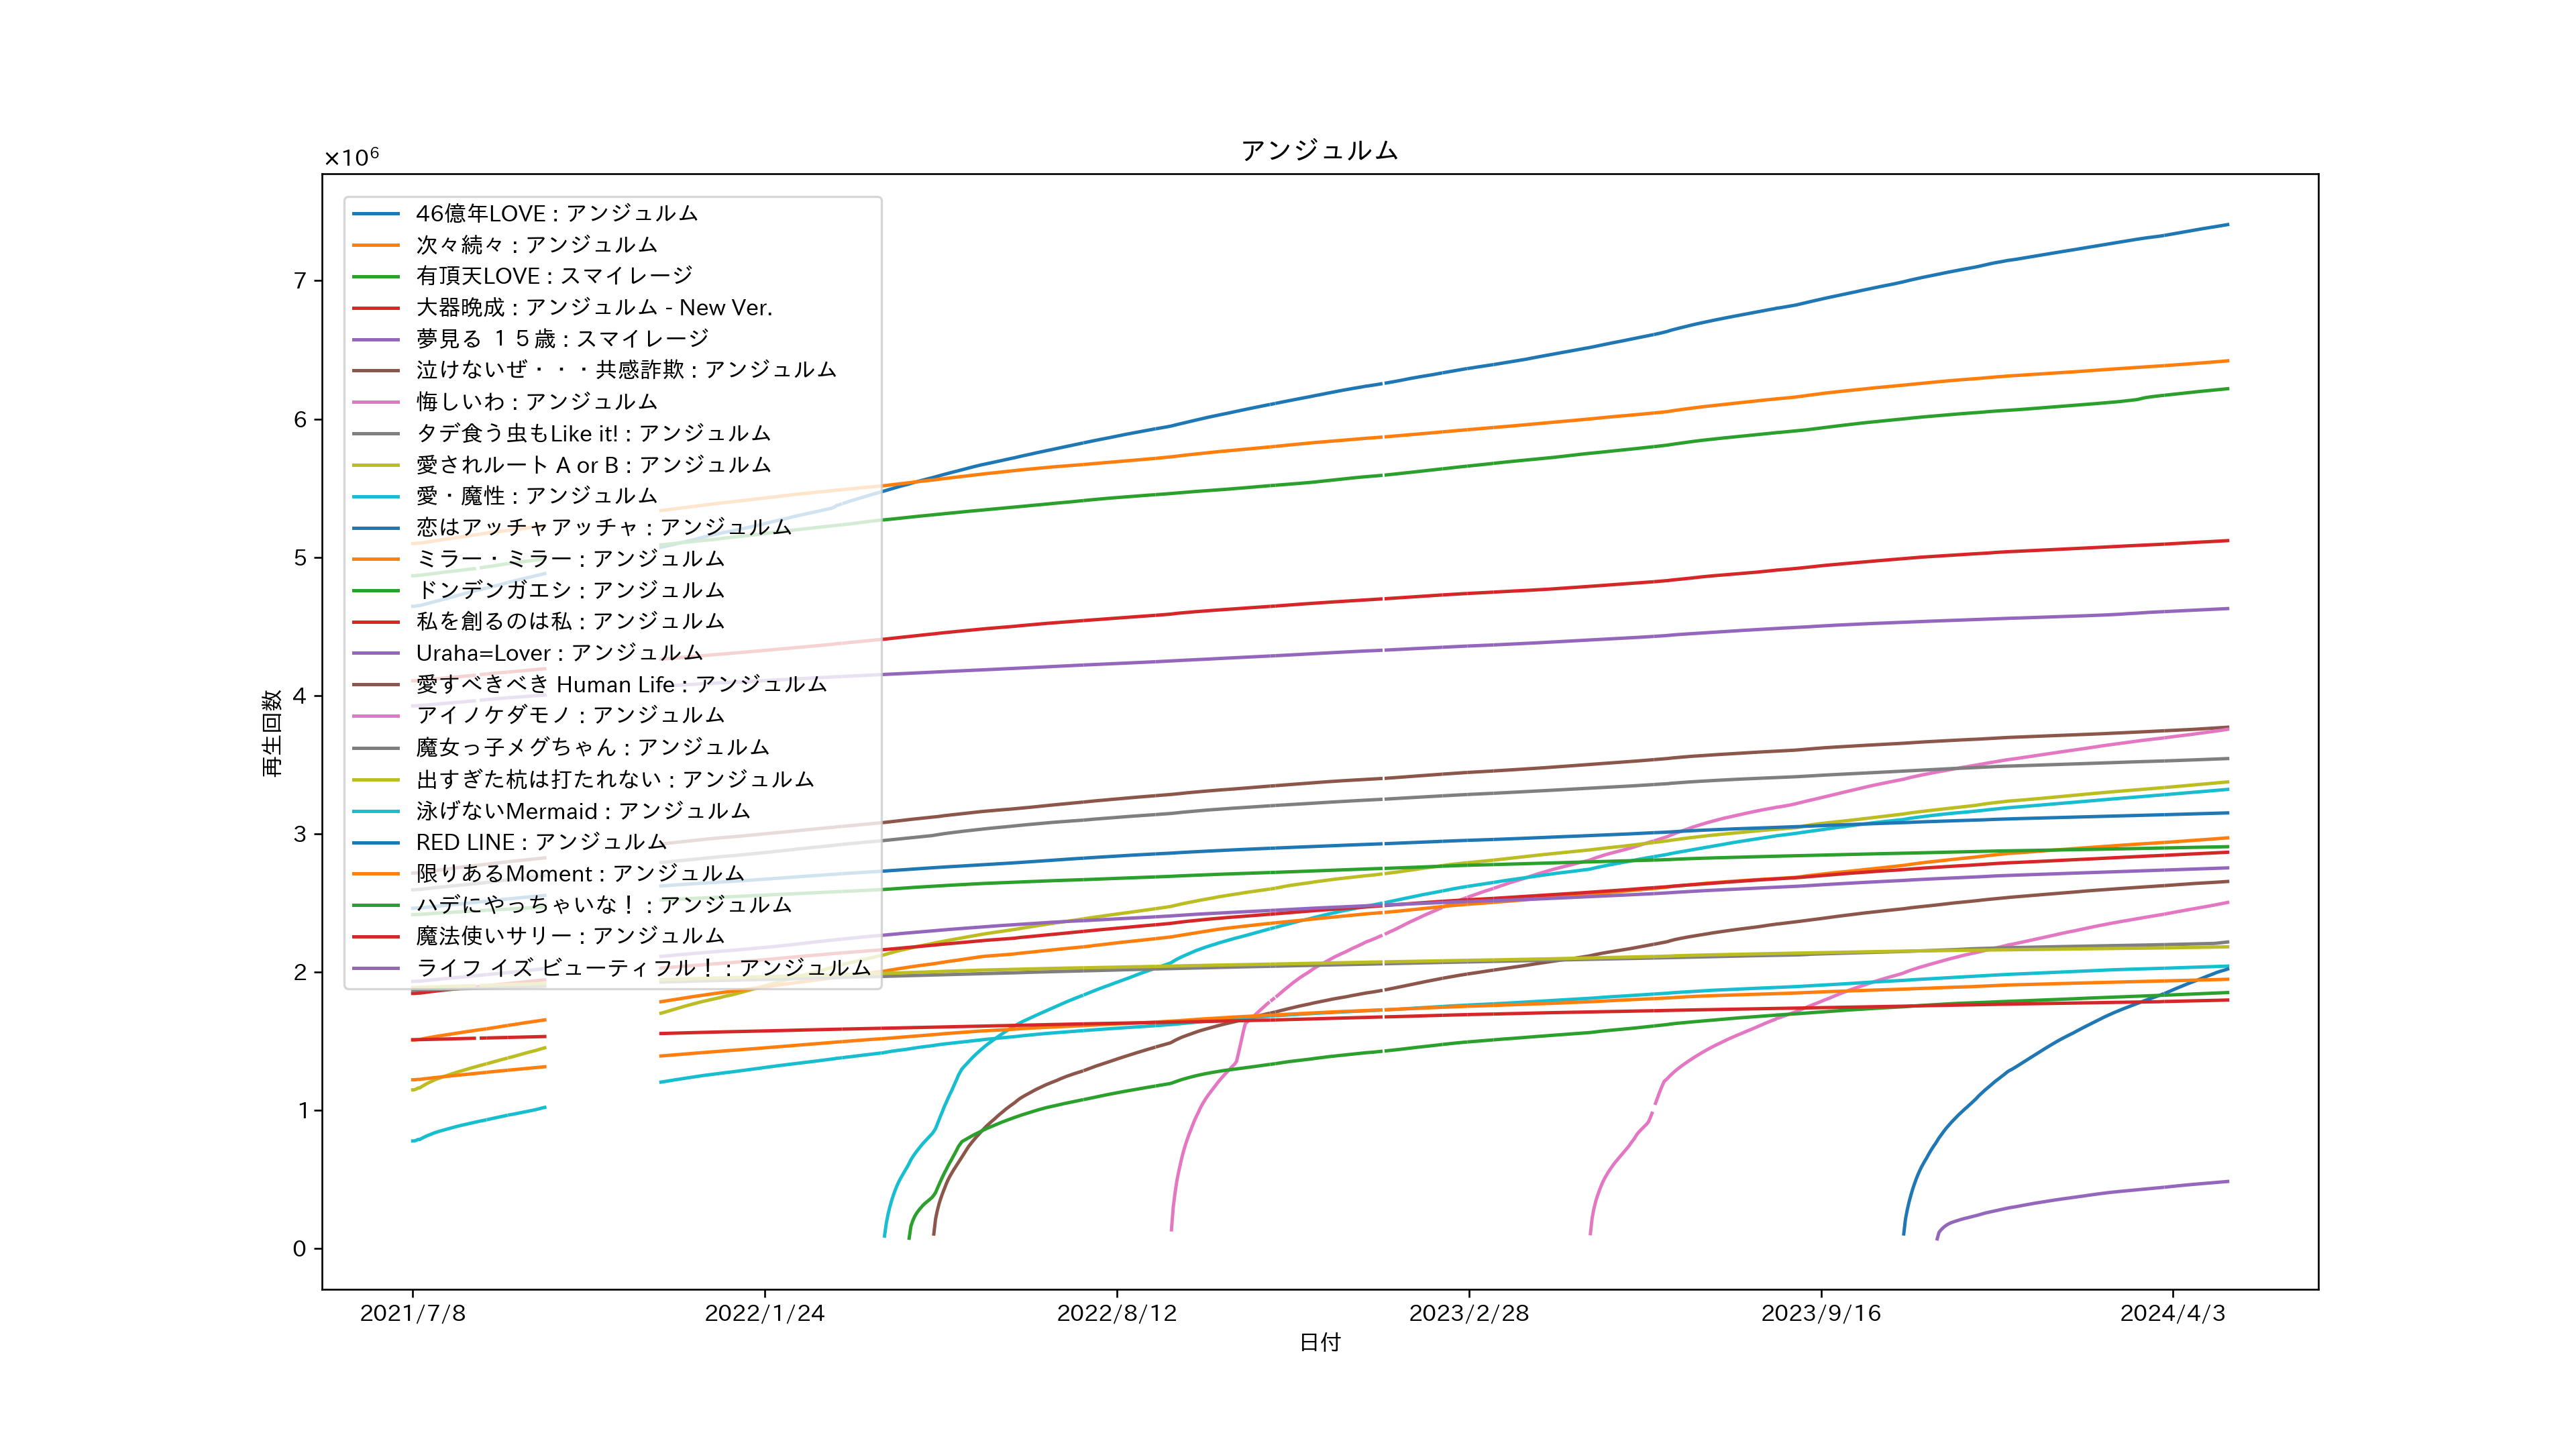 アンジュルム
×10⁶
46億年LOVE : アンジュルム
次々続々 : アンジュルム
有頂天LOVE : スマイレージ
大器晩成 : アンジュルム - New Ver.
夢見る １５歳 : スマイレージ
泣けないぜ・・・共感詐欺 : アンジュルム
悔しいわ : アンジュルム
タデ食う虫もLike it! : アンジュルム
愛されルート A or B : アンジュルム
愛・魔性 : アンジュルム
恋はアッチャアッチャ : アンジュルム
ミラー・ミラー : アンジュルム
ドンデンガエシ : アンジュルム
私を創るのは私 : アンジュルム
Uraha=Lover : アンジュルム
愛すべきべき Human Life : アンジュルム
アイノケダモノ : アンジュルム
魔女っ子メグちゃん : アンジュルム
出すぎた杭は打たれない : アンジュルム
泳げないMermaid : アンジュルム
RED LINE : アンジュルム
限りあるMoment : アンジュルム
ハデにやっちゃいな！ : アンジュルム
魔法使いサリー : アンジュルム
ライフ イズ ビューティフル！ : アンジュルム
再生回数
7
6
5
4
3
2
1
0
2021/7/8
2022/1/24
2022/8/12
2023/2/28
2023/9/16
2024/4/3
日付